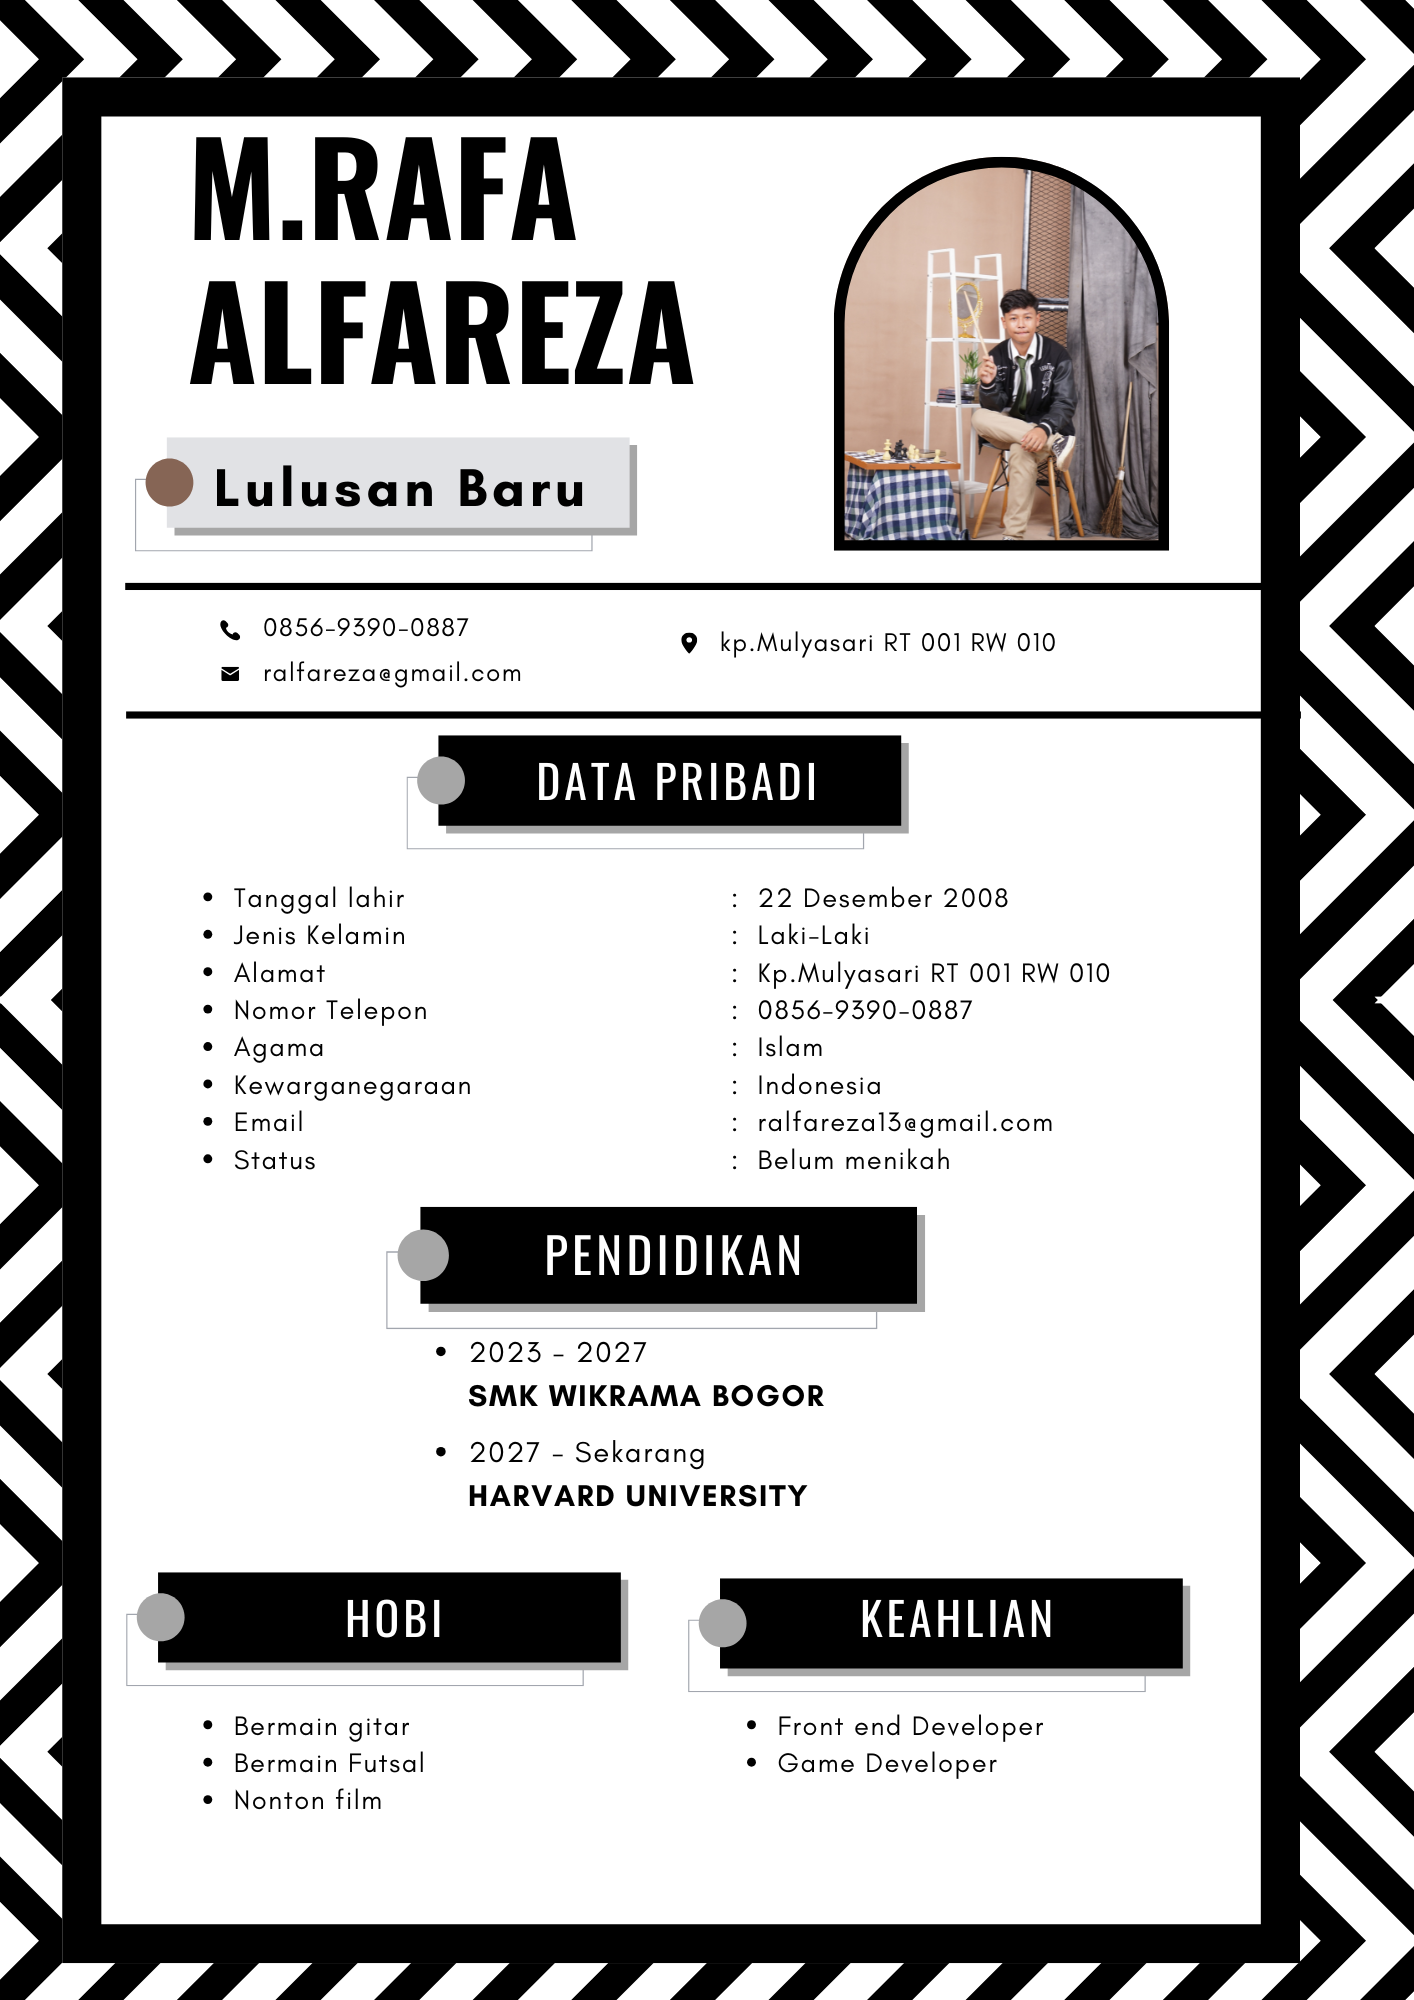 M.RAFA
ALFAREZA
Lulusan Baru
0856-9390-0887
ralfareza@gmail.com
kp.Mulyasari RT 001 RW 010
DATA PRIBADI
• Tanggal lahir : 22 Desember 2008
• Jenis Kelamin : Laki-Laki
• Alamat : Kp.Mulyasari RT 001 RW 010
• Nomor Telepon : 0856-9390-0887
• Agama : Islam
• Kewarganegaraan : Indonesia
• Email : ralfareza13@gmail.com
• Status : Belum menikah
PENDIDIKAN
• 2023 - 2027
SMK WIKRAMA BOGOR
• 2027 - Sekarang
HARVARD UNIVERSITY
HOBI
• Bermain gitar
• Bermain Futsal
• Nonton film
KEAHLIAN
• Front end Developer
• Game Developer